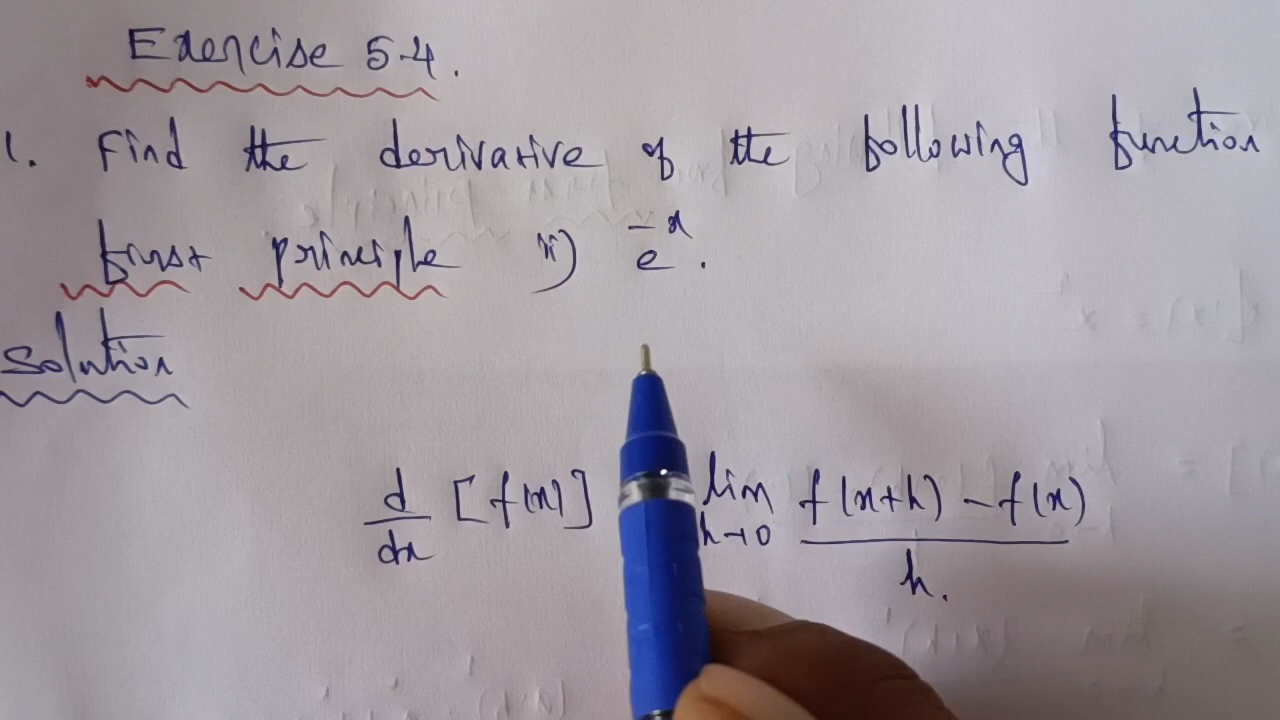 Exercise 5.4.
1. Find the derivative of the following function
first principle ii) e⁻ˣ.
Solution
d/dx [f(x)] lim h→0 f(x+h) - f(x) / h.